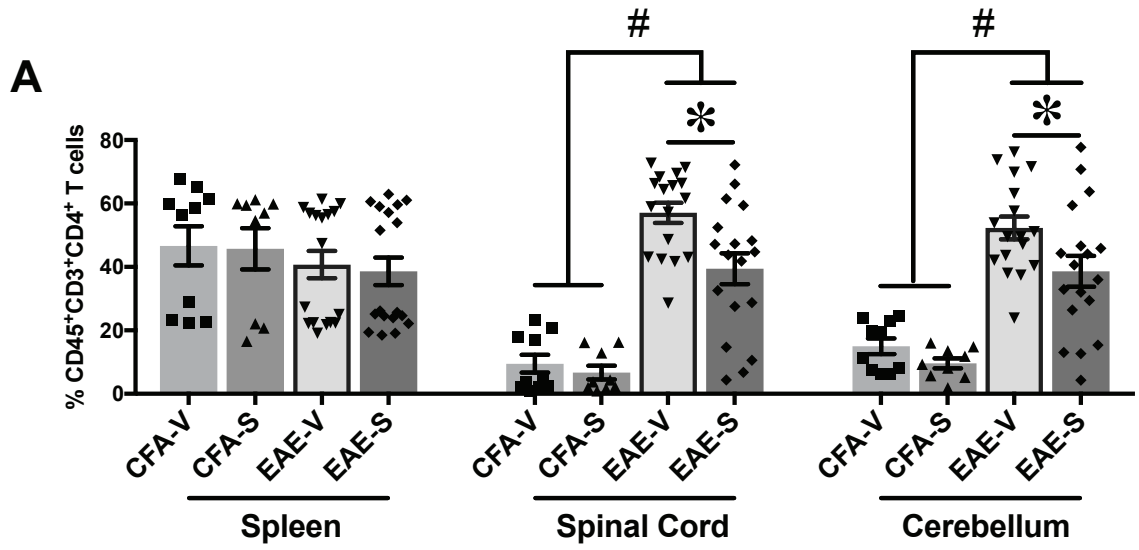 A
# #
* *
% CD45+CD3+CD4+ T cells
80
60
40
20
0
CFA-V CFA-S EAE-V EAE-S CFA-V CFA-S EAE-V EAE-S CFA-V CFA-S EAE-V EAE-S
Spleen Spinal Cord Cerebellum